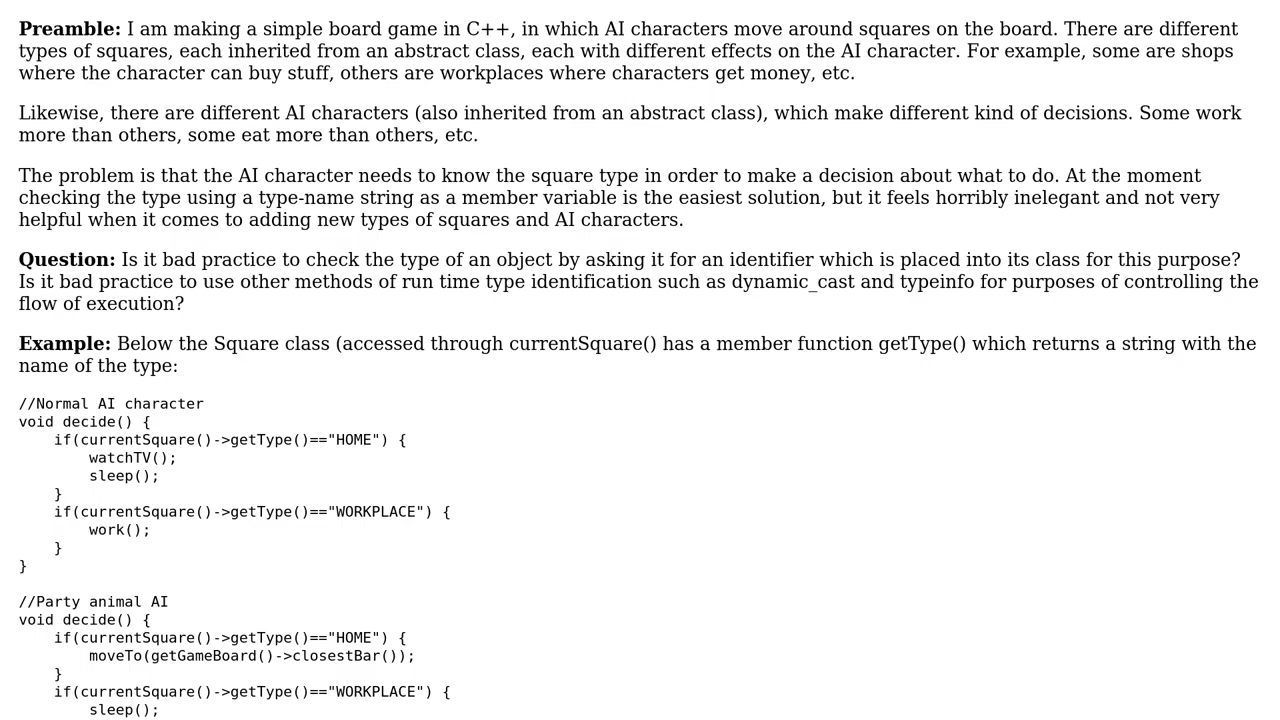 Preamble: I am making a simple board game in C++, in which AI characters move around squares on the board. There are different
types of squares, each inherited from an abstract class, each with different effects on the AI character. For example, some are shops
where the character can buy stuff, others are workplaces where characters get money, etc.
Likewise, there are different AI characters (also inherited from an abstract class), which make different kind of decisions. Some work
more than others, some eat more than others, etc.
The problem is that the AI character needs to know the square type in order to make a decision about what to do. At the moment
checking the type using a type-name string as a member variable is the easiest solution, but it feels horribly inelegant and not very
helpful when it comes to adding new types of squares and AI characters.
Question: Is it bad practice to check the type of an object by asking it for an identifier which is placed into its class for this purpose?
Is it bad practice to use other methods of run time type identification such as dynamic_cast and typeinfo for purposes of controlling the
flow of execution?
Example: Below the Square class (accessed through currentSquare() has a member function getType() which returns a string with the
name of the type:
//Normal AI character
void decide() {
    if(currentSquare()->getType()=="HOME") {
        watchTV();
        sleep();
    }
    if(currentSquare()->getType()=="WORKPLACE") {
        work();
    }
}
//Party animal AI
void decide() {
    if(currentSquare()->getType()=="HOME") {
        moveTo(getGameBoard()->closestBar());
    }
    if(currentSquare()->getType()=="WORKPLACE") {
        sleep();